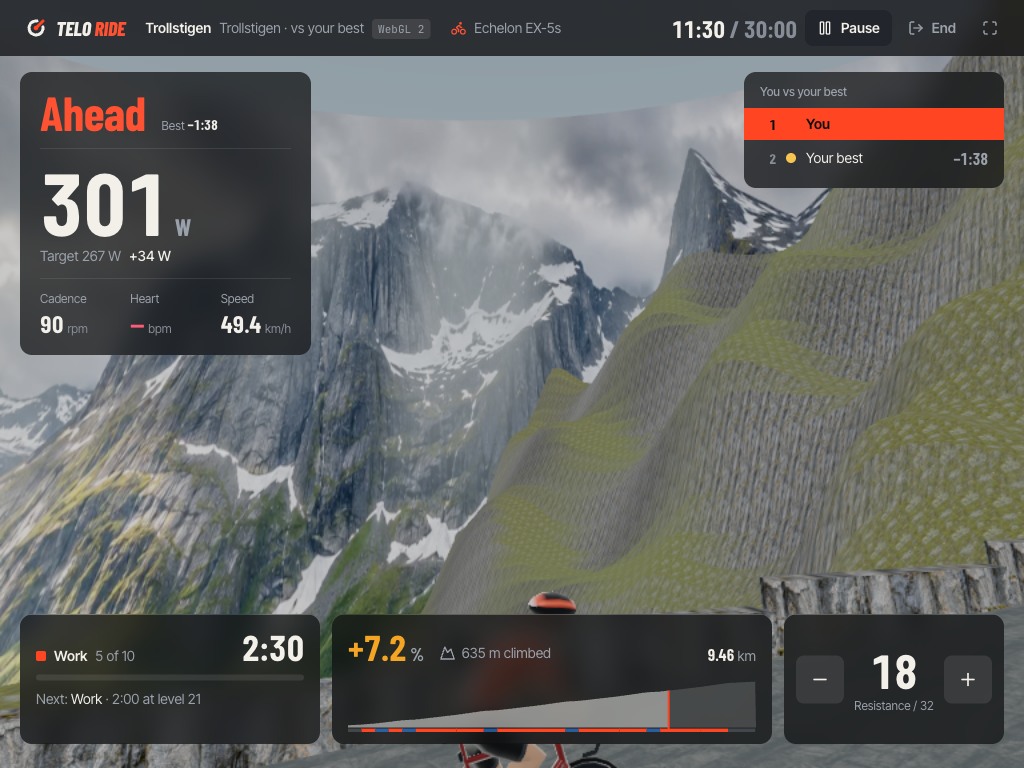 TELO RIDE Trollstigen Trollstigen · vs your best WebGL 2 Echelon EX-5s 11:30 / 30:00 Pause End
Ahead Best −1:38
301 W
Target 267 W +34 W
Cadence Heart Speed
90 rpm — bpm 49.4 km/h
You vs your best
1 You
2 Your best −1:38
Work 5 of 10 2:30
Next: Work · 2:00 at level 21
+7.2 % 635 m climbed 9.46 km
− 18 +
Resistance / 32